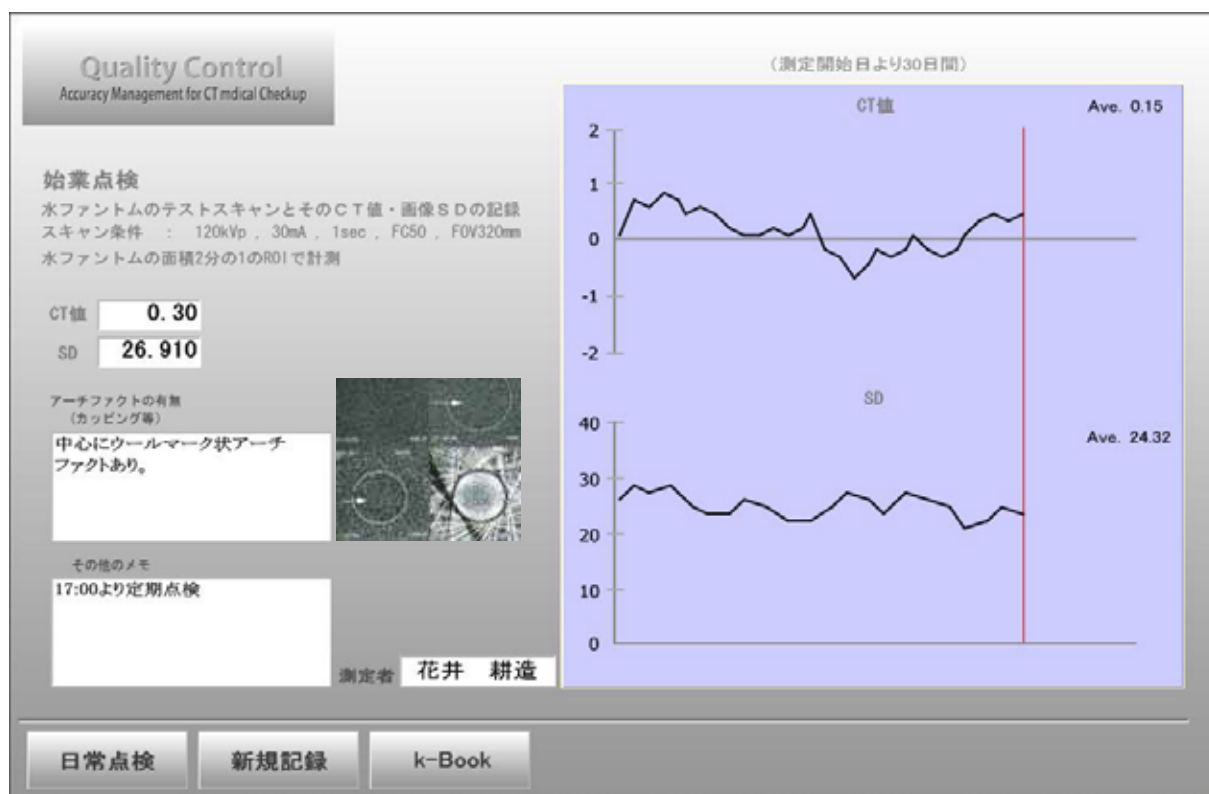 Quality Control
Accuracy Management for CT mdical Checkup
始業点検
水ファントムのテストスキャンとそのCT値・画像SDの記録
スキャン条件 : 120kVp , 30mA , 1sec , FC50 , FOV320mm
水ファントムの面積2分の1のROIで計測
CT値 0.30
SD 26.910
アーチファクトの有無
(カッピング等)
中心にウールマーク状アーチ
ファクトあり。
その他のメモ
17:00より定期点検
測定者 花井 耕造
(測定開始日より30日間)
CT値
Ave. 0.15
2
1
0
-1
-2
SD
Ave. 24.32
40
30
20
10
0
日常点検
新規記録
k-Book